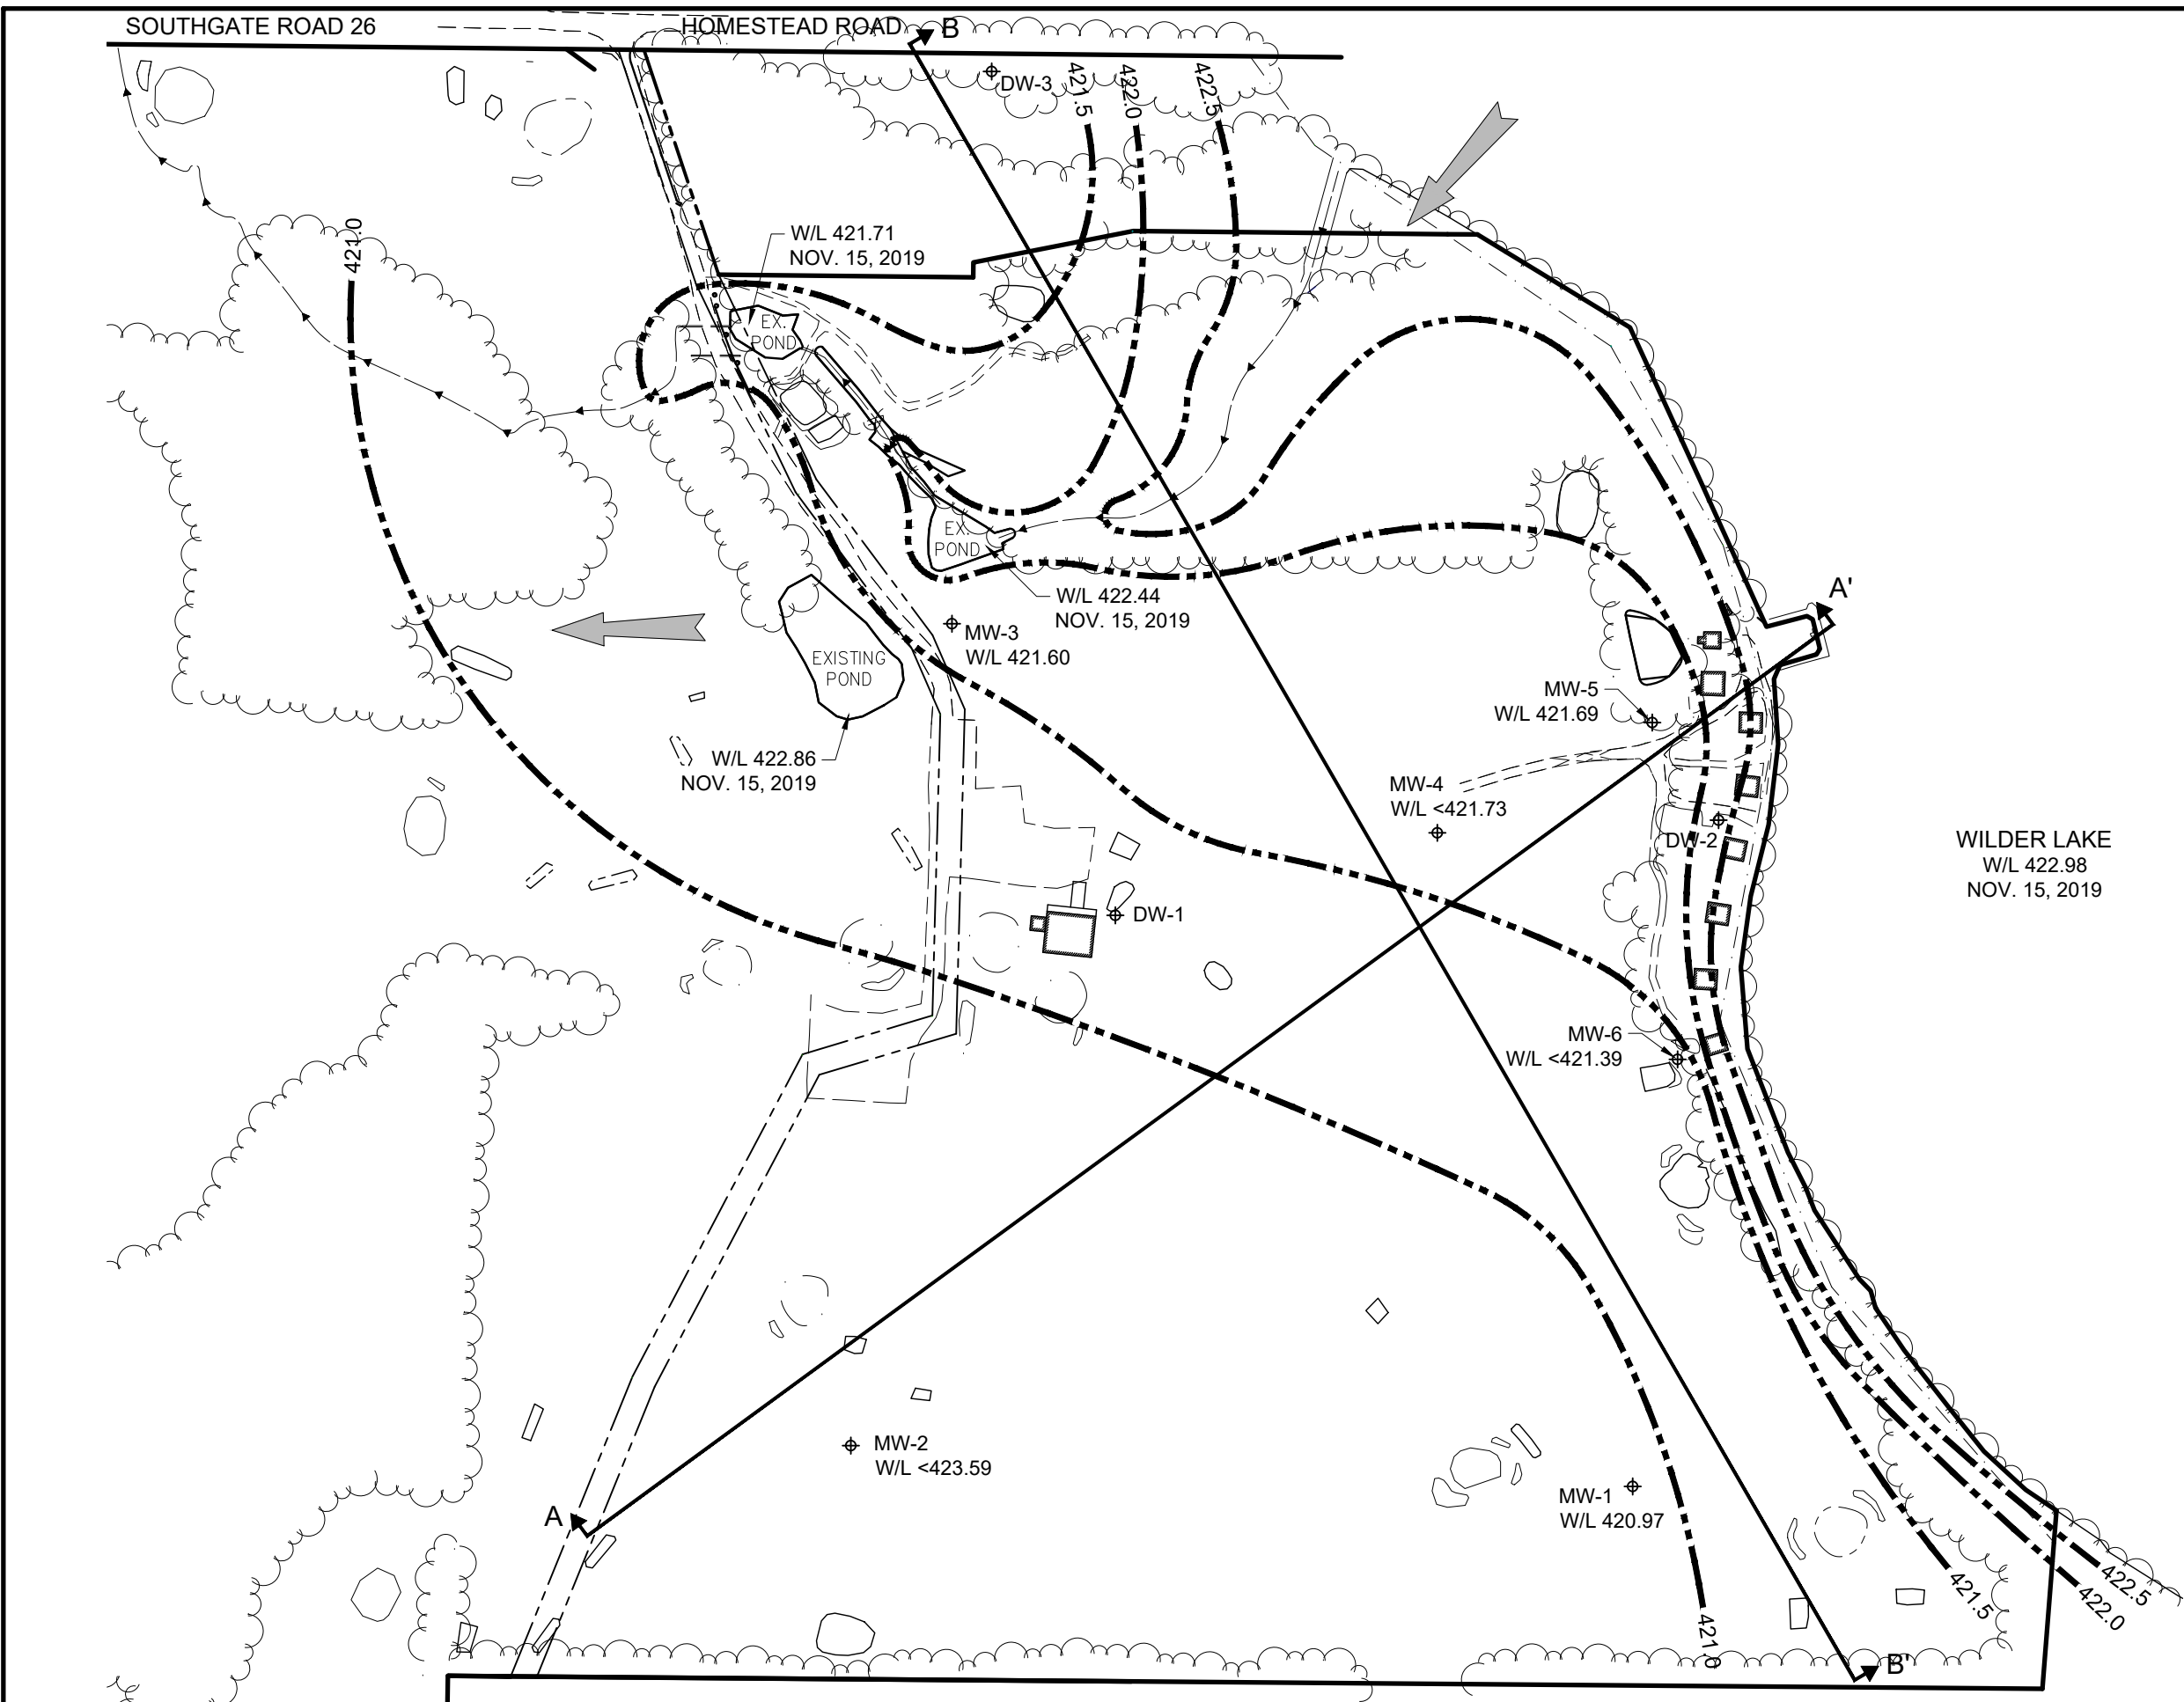 SOUTHGATE ROAD 26
HOMESTEAD ROAD
B
DW-3
421.5
422.0
422.5
421.0
W/L 421.71
NOV. 15, 2019
EX.
POND
EX.
POND
W/L 422.44
NOV. 15, 2019
A'
MW-3
W/L 421.60
EXISTING
POND
MW-5
W/L 421.69
W/L 422.86
NOV. 15, 2019
MW-4
W/L <421.73
DW-2
WILDER LAKE
W/L 422.98
NOV. 15, 2019
DW-1
MW-6
W/L <421.39
MW-2
W/L <423.59
A
MW-1
W/L 420.97
421.0
421.5
422.5
422.0
B'